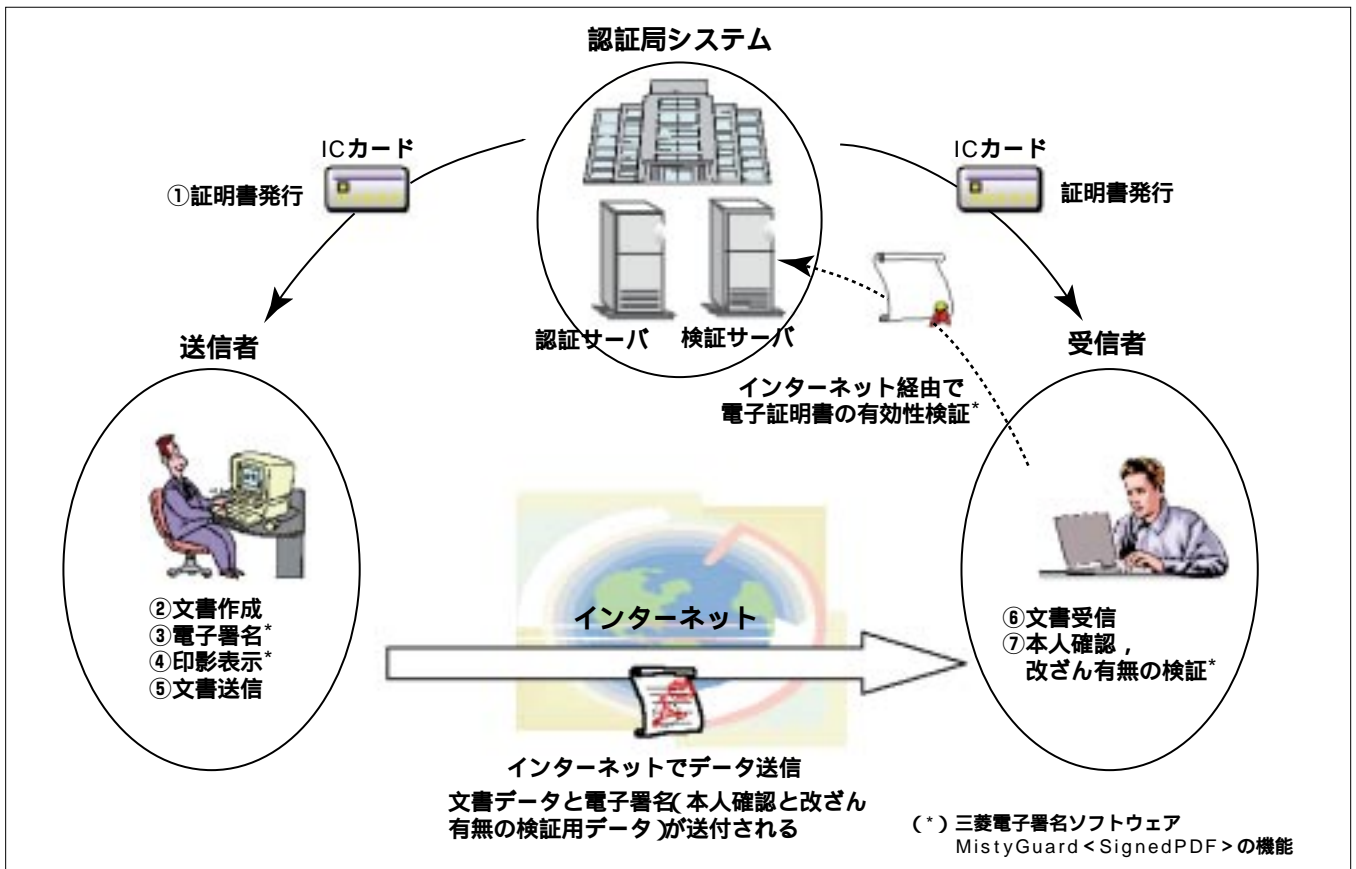 認証局システム
ICカード
①証明書発行
ICカード
証明書発行
認証サーバ
検証サーバ
送信者
受信者
インターネット経由で
電子証明書の有効性検証*
②文書作成
③電子署名*
④印影表示*
⑤文書送信
インターネット
⑥文書受信
⑦本人確認，
改ざん有無の検証*
インターネットでデータ送信
文書データと電子署名(本人確認と改ざん
有無の検証用データ)が送付される
(*)三菱電子署名ソフトウェア
MistyGuard<SignedPDF>の機能